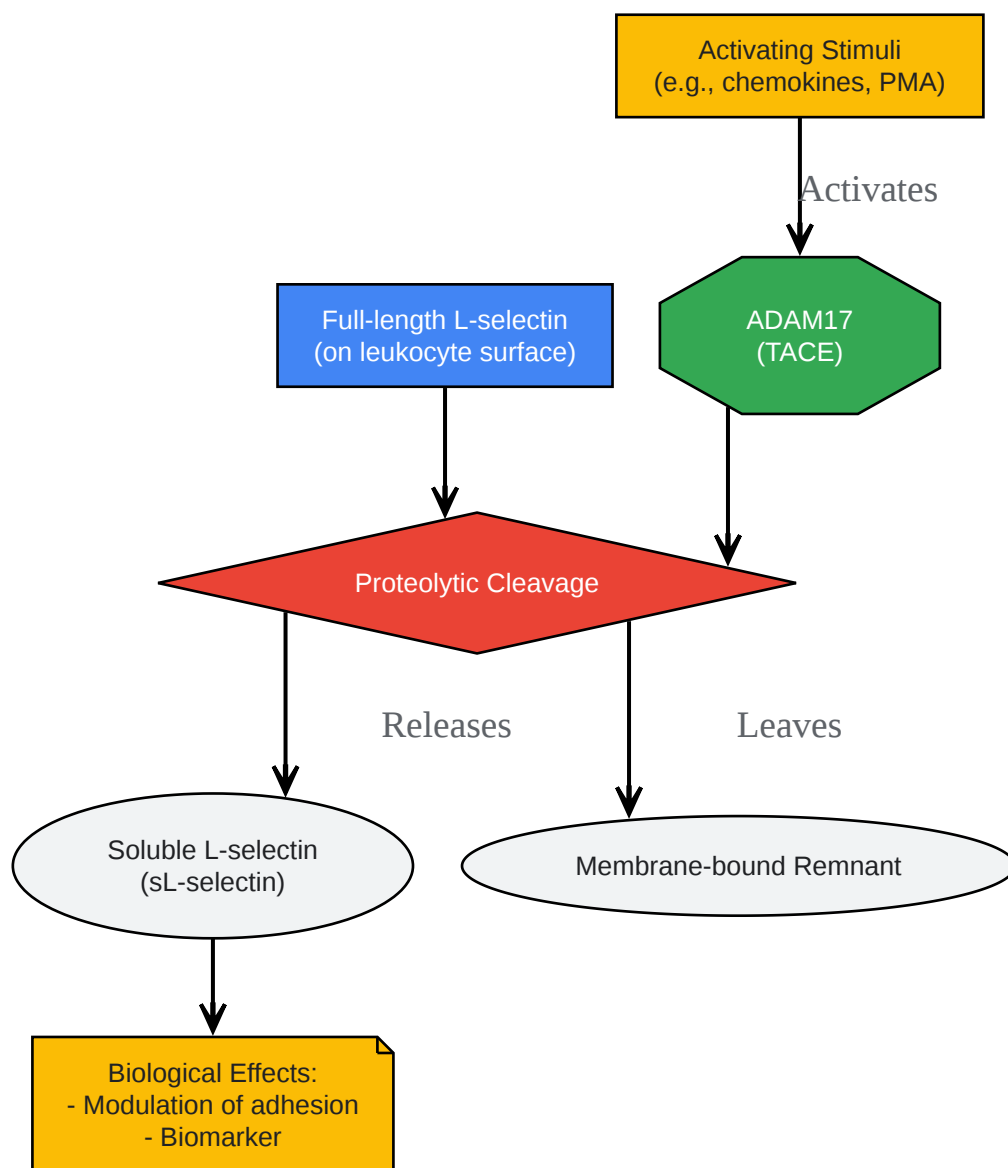 Activating Stimuli
(e.g., chemokines, PMA)
Activates
Full-length L-selectin
(on leukocyte surface)
ADAM17
(TACE)
Proteolytic Cleavage
Releases
Leaves
Soluble L-selectin
(sL-selectin)
Membrane-bound Remnant
Biological Effects:
- Modulation of adhesion
- Biomarker